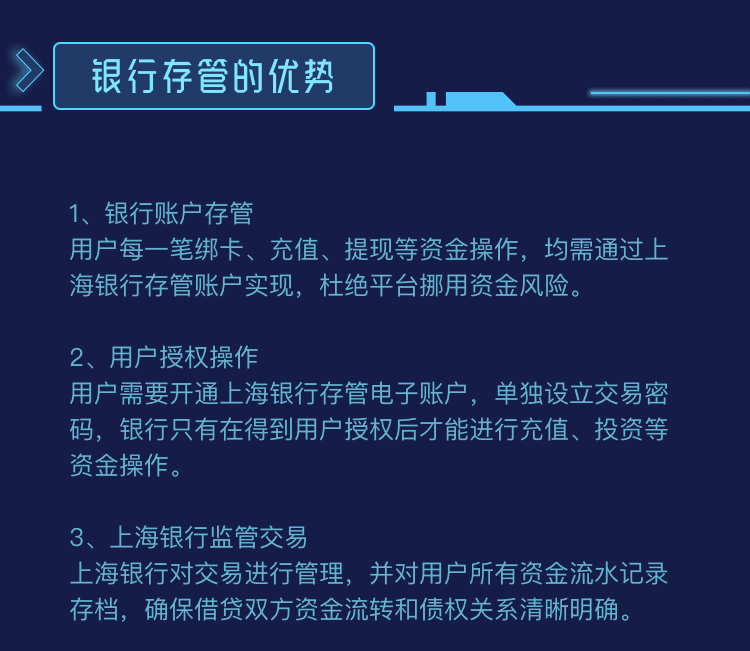 银行存管的优势
1、银行账户存管
用户每一笔绑卡、充值、提现等资金操作，均需通过上
海银行存管账户实现，杜绝平台挪用资金风险。
2、用户授权操作
用户需要开通上海银行存管电子账户，单独设立交易密
码，银行只有在得到用户授权后才能进行充值、投资等
资金操作。
3、上海银行监管交易
上海银行对交易进行管理，并对用户所有资金流水记录
存档，确保借贷双方资金流转和债权关系清晰明确。